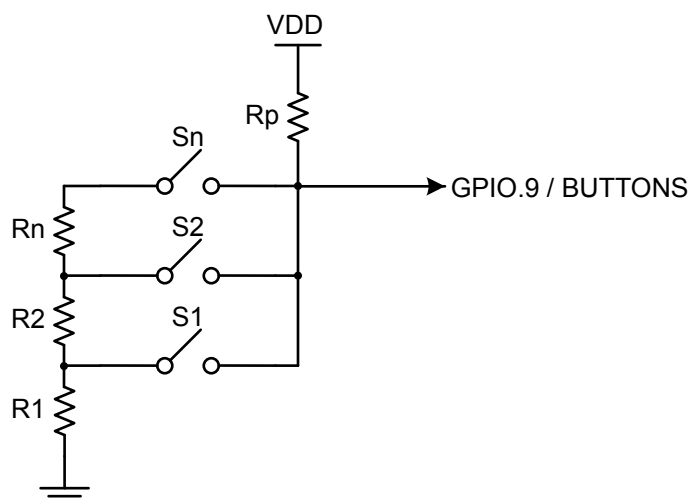 VDD
Rp
Sn
GPIO.9 / BUTTONS
Rn
S2
R2
S1
R1